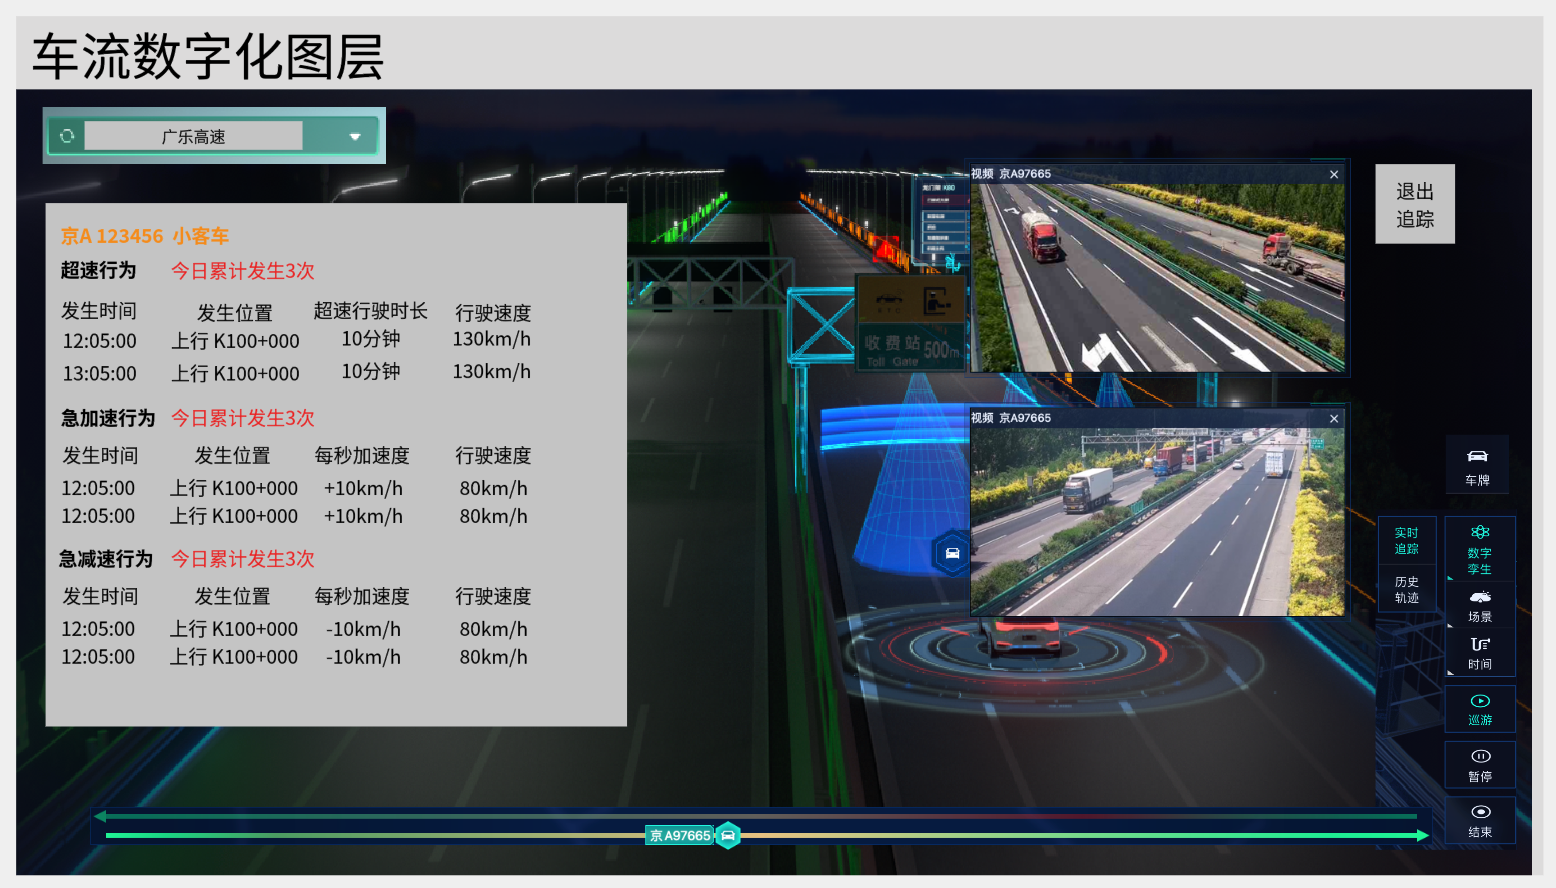 车流数字化图层
广乐高速
京A 123456 小客车
超速行为 今日累计发生3次
发生时间 发生位置 超速行驶时长 行驶速度
12:05:00 上行 K100+000 10分钟 130km/h
13:05:00 上行 K100+000 10分钟 130km/h
急加速行为 今日累计发生3次
发生时间 发生位置 每秒加速度 行驶速度
12:05:00 上行 K100+000 +10km/h 80km/h
12:05:00 上行 K100+000 +10km/h 80km/h
急减速行为 今日累计发生3次
发生时间 发生位置 每秒加速度 行驶速度
12:05:00 上行 K100+000 -10km/h 80km/h
12:05:00 上行 K100+000 -10km/h 80km/h
ETC
收费站 500m
Toll Gate
视频 京A97665
视频 京A97665
退出
追踪
车牌
实时
追踪
历史
轨迹
数字
孪生
场景
时间
巡游
暂停
结束
京A97665